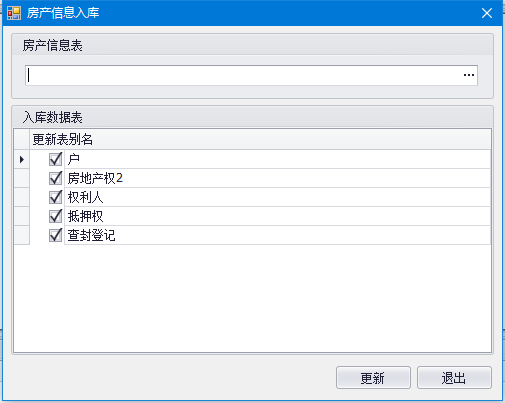 房产信息入库
房产信息表
...
入库数据表
更新表别名
户
房地产权2
权利人
抵押权
查封登记
更新 退出